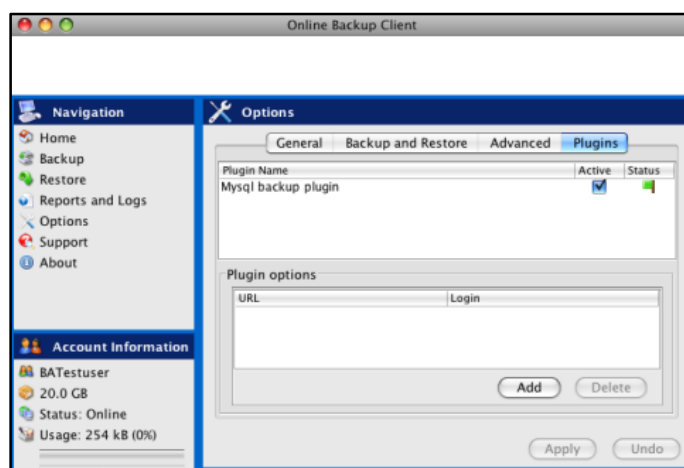 Online Backup Client
Navigation
Home
Backup
Restore
Reports and Logs
Options
Support
About
Account Information
BATestuser
20.0 GB
Status: Online
Usage: 254 kB (0%)
Options
General Backup and Restore Advanced Plugins
Plugin Name Active Status
Mysql backup plugin
Plugin options
URL Login
Add Delete
Apply Undo